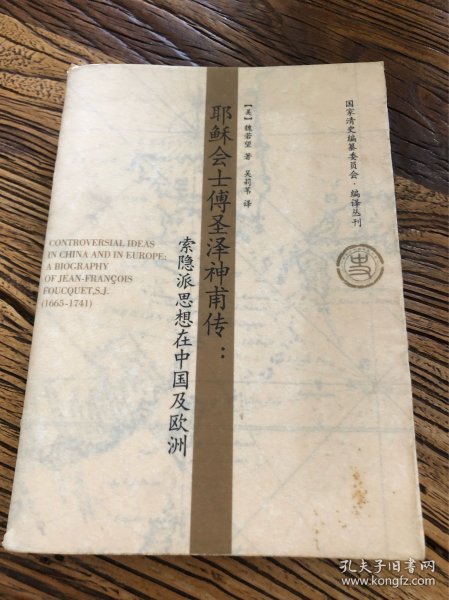 国家清史编纂委员会·编译丛刊
【美】魏若望 著 吴莉苇 译
耶稣会士傅圣泽神甫传：
索隐派思想在中国及欧洲
CONTROVERSIAL IDEAS
IN CHINA AND IN EUROPE:
A BIOGRAPHY
OF JEAN-FRANÇOIS
FOUCQUET,S.J.
(1665-1741)
孔夫子旧书网
www.kongfz.com